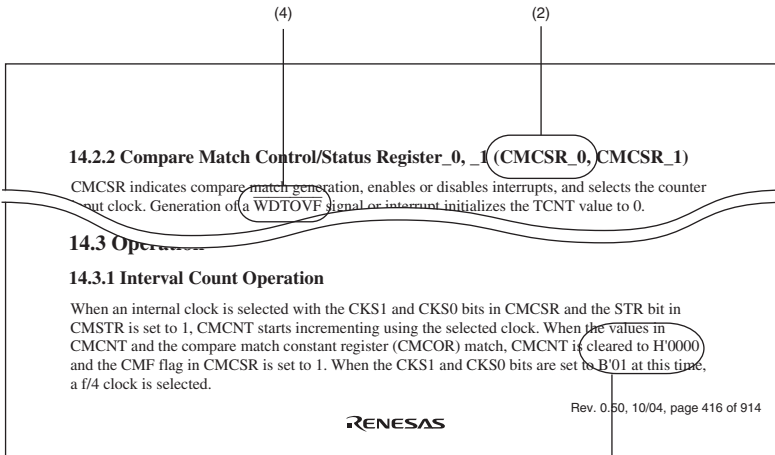 (4) (2)
14.2.2 Compare Match Control/Status Register_0, _1 (CMCSR_0, CMCSR_1)
CMCSR indicates compare match generation, enables or disables interrupts, and selects the counter
input clock. Generation of a WDTOVF signal or interrupt initializes the TCNT value to 0.
14.3 Operation
14.3.1 Interval Count Operation
When an internal clock is selected with the CKS1 and CKS0 bits in CMCSR and the STR bit in
CMSTR is set to 1, CMCNT starts incrementing using the selected clock. When the values in
CMCNT and the compare match constant register (CMCOR) match, CMCNT is cleared to H'0000
and the CMF flag in CMCSR is set to 1. When the CKS1 and CKS0 bits are set to B'01 at this time,
a f/4 clock is selected.
Rev. 0.50, 10/04, page 416 of 914
RENESAS